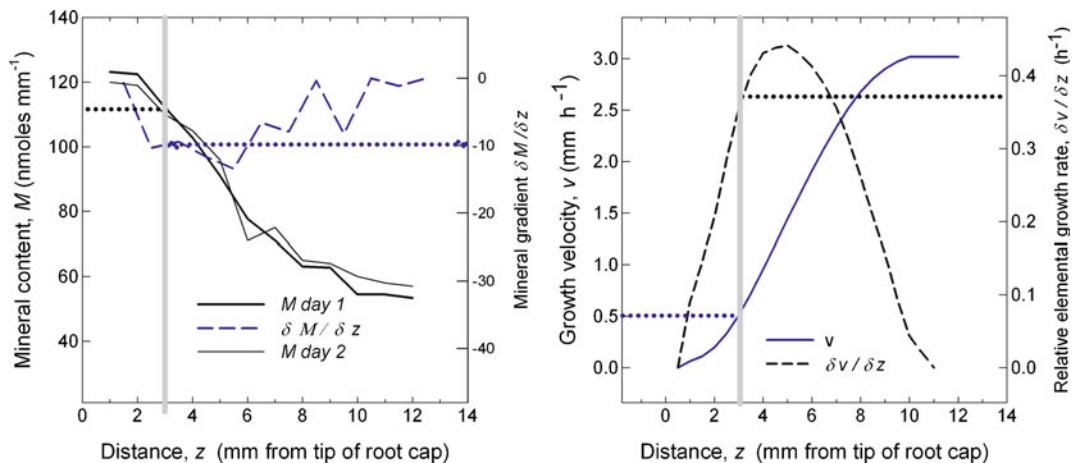 140
120
100
80
60
40
Mineral content, M (nmoles mm⁻¹)
0
-10
-20
-30
-40
Mineral gradient δM/δz
M day 1
δ M/ δ z
M day 2
0 2 4 6 8 10 12 14
Distance, z (mm from tip of root cap)
3.0
2.5
2.0
1.5
1.0
0.5
0.0
Growth velocity, v (mm h⁻¹)
0.4
0.3
0.2
0.1
0.0
Relative elemental growth rate, δv/δz (h⁻¹)
v
δv/δz
0 2 4 6 8 10 12 14
Distance, z (mm from tip of root cap)